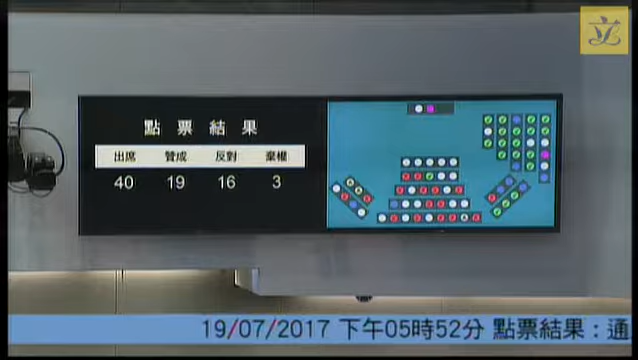 立
點票結果
出席 贊成 反對 棄權
40 19 16 3
19/07/2017 下午05時52分 點票結果：通